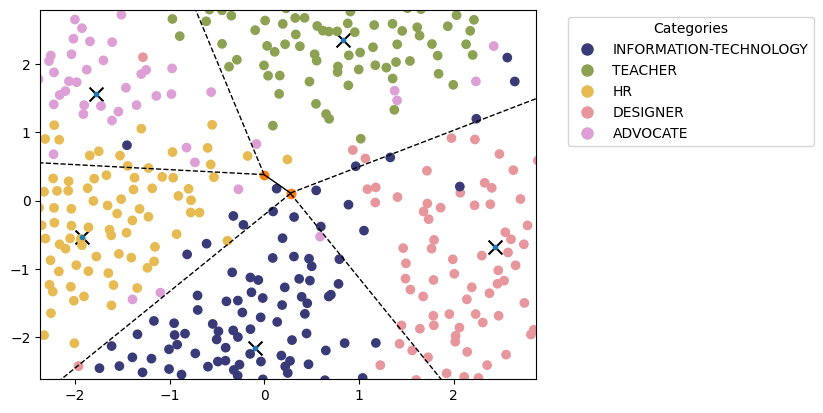 Categories
INFORMATION-TECHNOLOGY
TEACHER
HR
DESIGNER
ADVOCATE
2
1
0
−1
−2
−2
−1
0
1
2